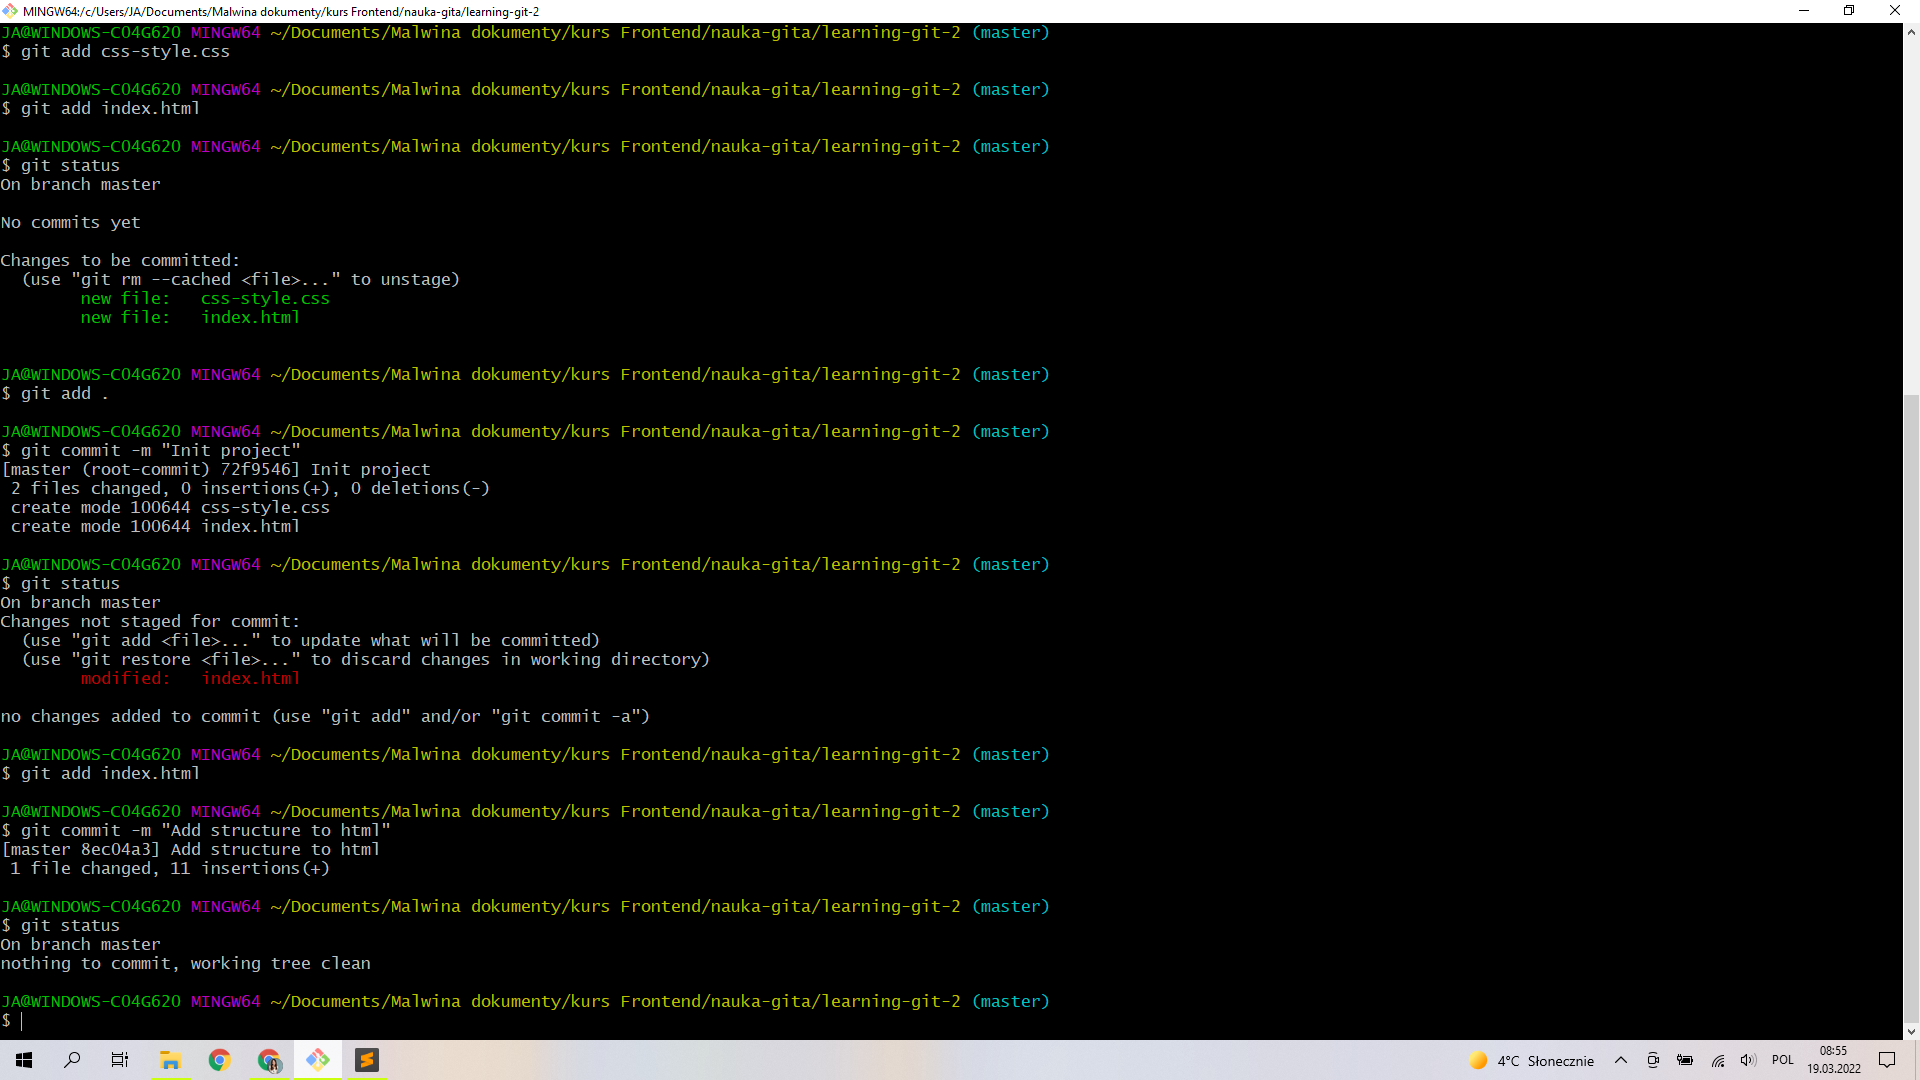 MINGW64:/c/Users/JA/Documents/Malwina dokumenty/kurs Frontend/nauka-gita/learning-git-2
JA@WINDOWS-CO4G62O MINGW64 ~/Documents/Malwina dokumenty/kurs Frontend/nauka-gita/learning-git-2 (master)
$ git add css-style.css
JA@WINDOWS-CO4G62O MINGW64 ~/Documents/Malwina dokumenty/kurs Frontend/nauka-gita/learning-git-2 (master)
$ git add index.html
JA@WINDOWS-CO4G62O MINGW64 ~/Documents/Malwina dokumenty/kurs Frontend/nauka-gita/learning-git-2 (master)
$ git status
On branch master
No commits yet
Changes to be committed:
  (use "git rm --cached <file>..." to unstage)
        new file:   css-style.css
        new file:   index.html
JA@WINDOWS-CO4G62O MINGW64 ~/Documents/Malwina dokumenty/kurs Frontend/nauka-gita/learning-git-2 (master)
$ git add .
JA@WINDOWS-CO4G62O MINGW64 ~/Documents/Malwina dokumenty/kurs Frontend/nauka-gita/learning-git-2 (master)
$ git commit -m "Init project"
[master (root-commit) 72f9546] Init project
 2 files changed, 0 insertions(+), 0 deletions(-)
 create mode 100644 css-style.css
 create mode 100644 index.html
JA@WINDOWS-CO4G62O MINGW64 ~/Documents/Malwina dokumenty/kurs Frontend/nauka-gita/learning-git-2 (master)
$ git status
On branch master
Changes not staged for commit:
  (use "git add <file>..." to update what will be committed)
  (use "git restore <file>..." to discard changes in working directory)
        modified:   index.html
no changes added to commit (use "git add" and/or "git commit -a")
JA@WINDOWS-CO4G62O MINGW64 ~/Documents/Malwina dokumenty/kurs Frontend/nauka-gita/learning-git-2 (master)
$ git add index.html
JA@WINDOWS-CO4G62O MINGW64 ~/Documents/Malwina dokumenty/kurs Frontend/nauka-gita/learning-git-2 (master)
$ git commit -m "Add structure to html"
[master 8ec04a3] Add structure to html
 1 file changed, 11 insertions(+)
JA@WINDOWS-CO4G62O MINGW64 ~/Documents/Malwina dokumenty/kurs Frontend/nauka-gita/learning-git-2 (master)
$ git status
On branch master
nothing to commit, working tree clean
JA@WINDOWS-CO4G62O MINGW64 ~/Documents/Malwina dokumenty/kurs Frontend/nauka-gita/learning-git-2 (master)
$
4°C Słonecznie
POL
08:55
19.03.2022